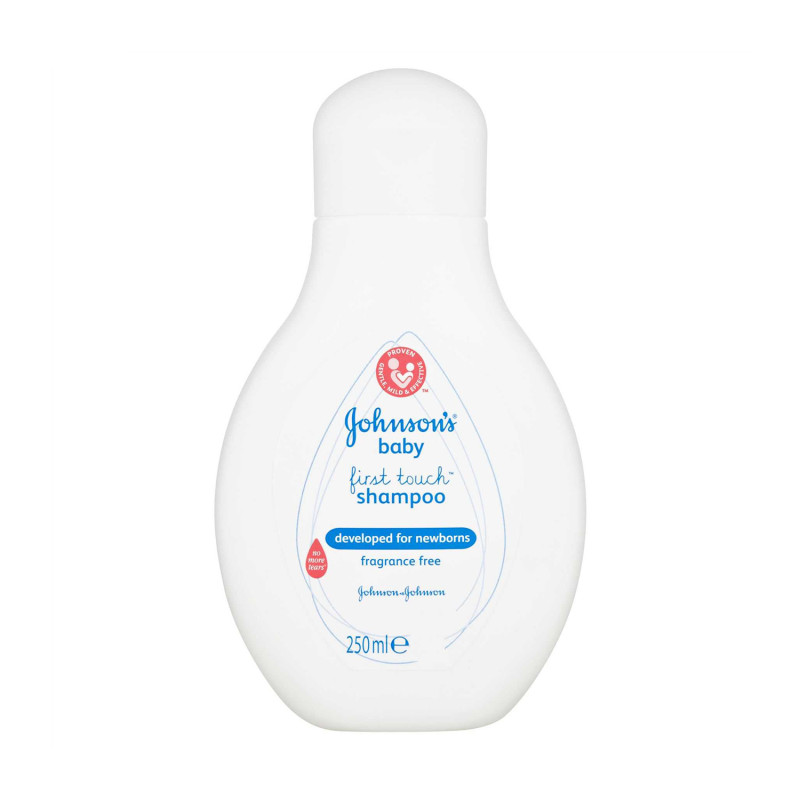 PROVEN
GENTLE, MILD & EFFECTIVE
™
Johnson's®
baby
first touch™
shampoo
developed for newborns
fragrance free
no
more
tears®
Johnson & Johnson
250ml℮